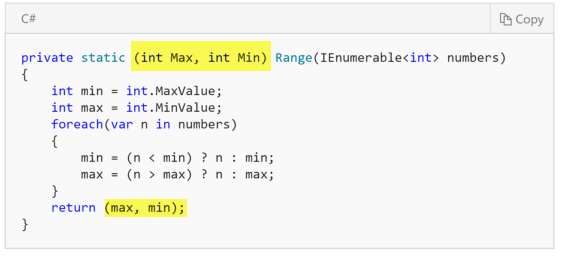 C#
Copy
private static (int Max, int Min) Range(IEnumerable<int> numbers)
{
    int min = int.MaxValue;
    int max = int.MinValue;
    foreach(var n in numbers)
    {
        min = (n < min) ? n : min;
        max = (n > max) ? n : max;
    }
    return (max, min);
}